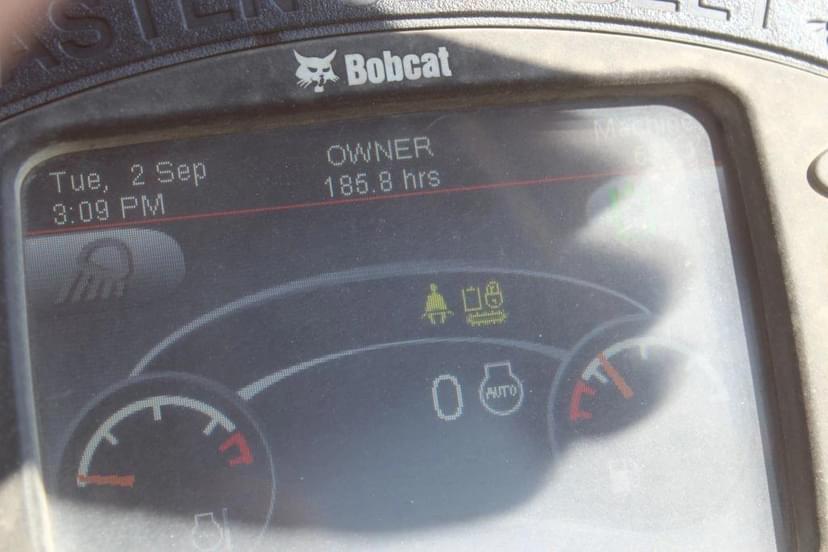 Bobcat
OWNER
Tue, 2 Sep
185.8 hrs
3:09 PM
0
AUTO